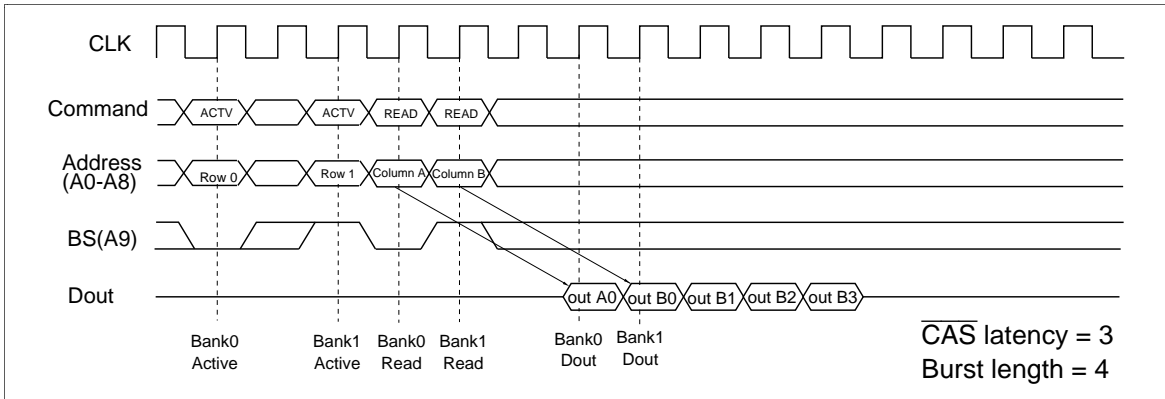 CLK
Command
ACTV
ACTV
READ
READ
Address
(A0-A8)
Row 0
Row 1
Column A
Column B
BS(A9)
Dout
out A0
out B0
out B1
out B2
out B3
Bank0
Active
Bank1
Active
Bank0
Read
Bank1
Read
Bank0
Dout
Bank1
Dout
CAS latency = 3
Burst length = 4